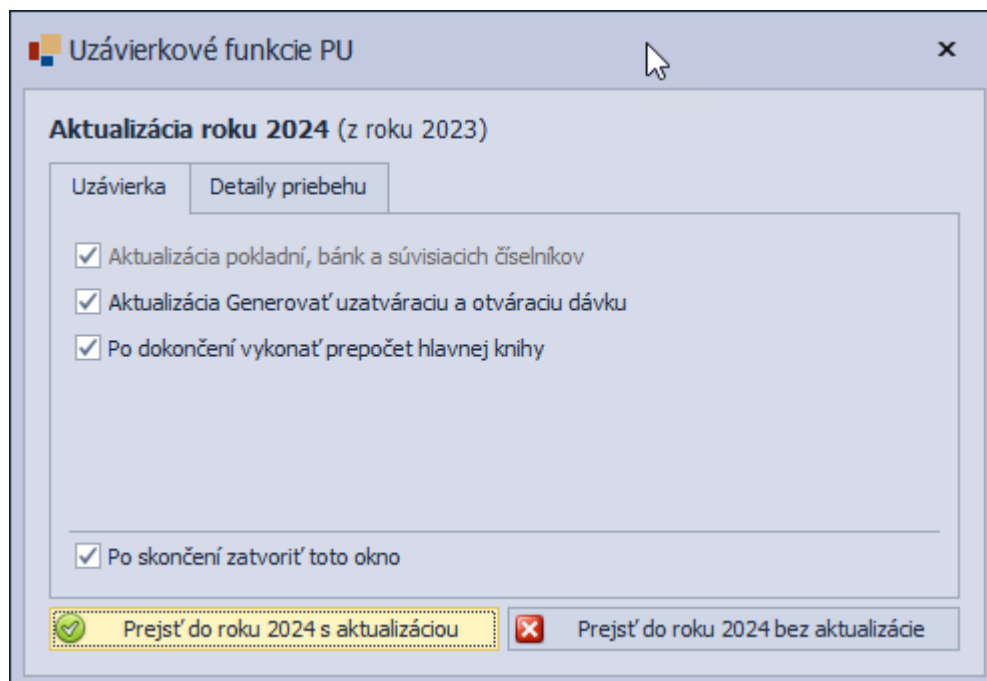 Uzávierkové funkcie PU
Aktualizácia roku 2024 (z roku 2023)
Uzávierka
Detaily priebehu
Aktualizácia pokladní, bánk a súvisiacich číselníkov
Aktualizácia Generovať uzatváraciu a otváraciu dávku
Po dokončení vykonať prepočet hlavnej knihy
Po skončení zatvoriť toto okno
Prejsť do roku 2024 s aktualizáciou
Prejsť do roku 2024 bez aktualizácie